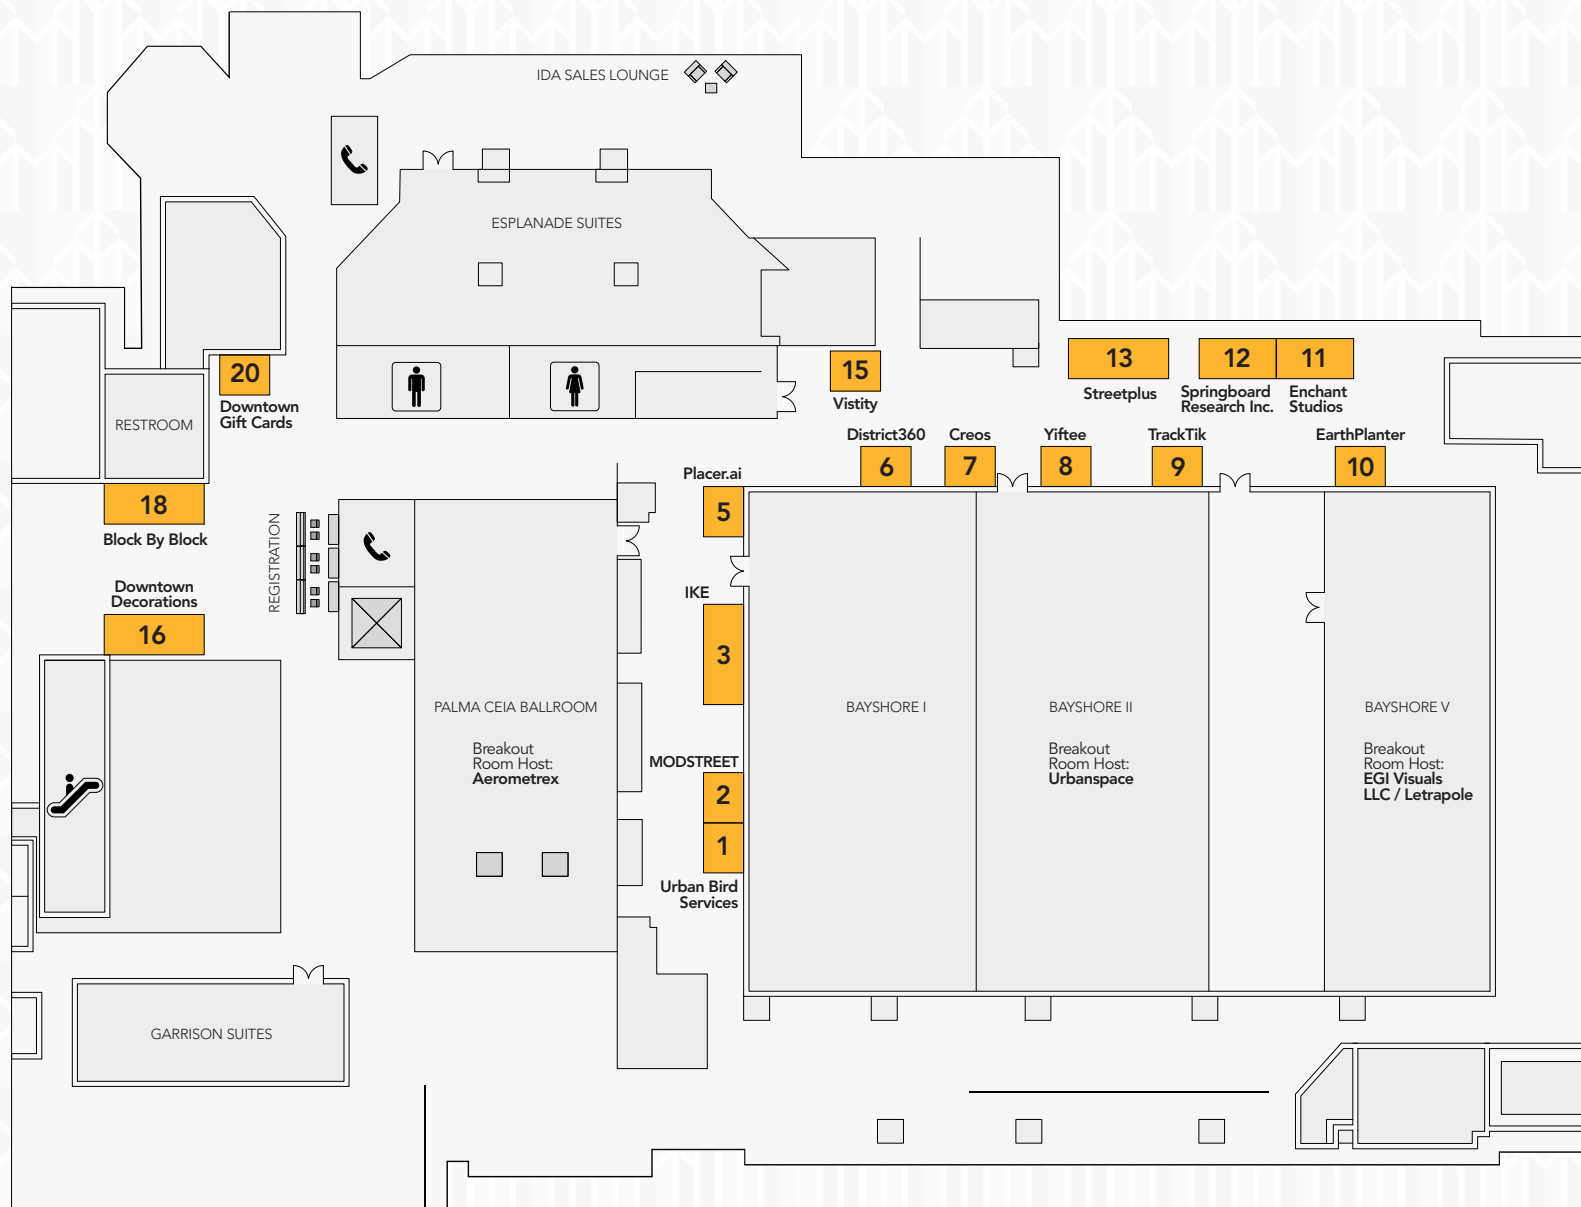 IDA SALES LOUNGE
ESPLANADE SUITES
20
Downtown
Gift Cards
RESTROOM
18
Block By Block
Downtown
Decorations
16
REGISTRATION
15
Vistity
13
Streetplus
12
Springboard
Research Inc.
11
Enchant
Studios
District360
6
Creos
7
Yiftee
8
TrackTik
9
EarthPlanter
10
Placer.ai
5
IKE
3
MODSTREET
2
1
Urban Bird
Services
PALMA CEIA BALLROOM
Breakout
Room Host:
Aerometrex
BAYSHORE I
BAYSHORE II
Breakout
Room Host:
Urbanspace
BAYSHORE V
Breakout
Room Host:
EGI Visuals
LLC / Letrapole
GARRISON SUITES